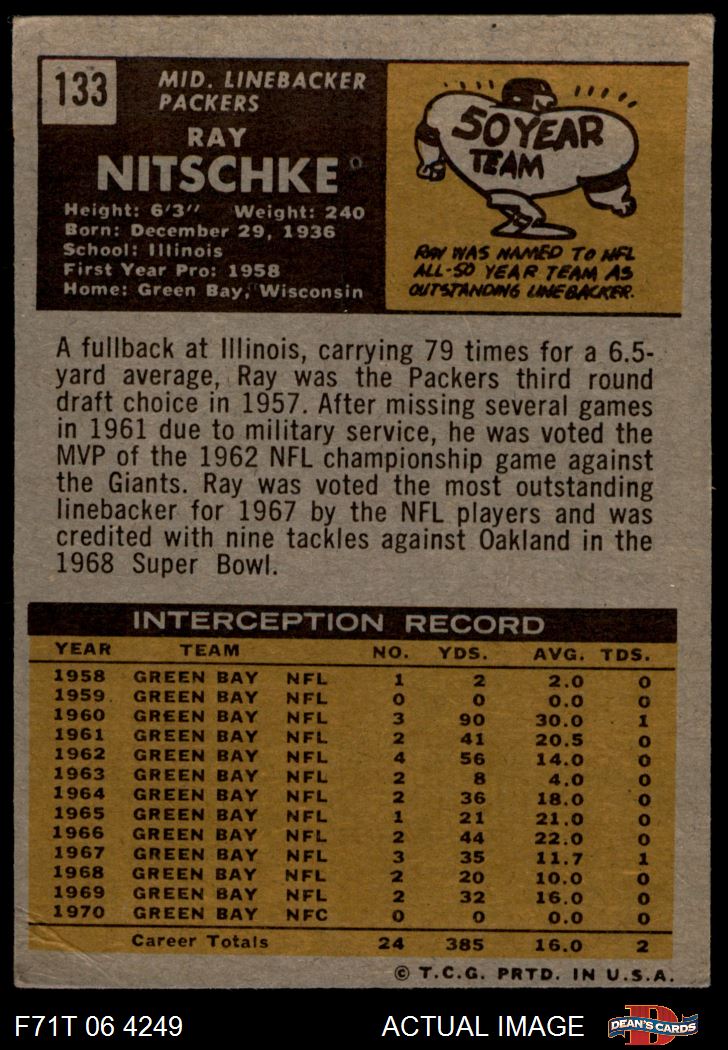 133
MID. LINEBACKER
PACKERS
RAY
NITSCHKE
Height: 6'3" Weight: 240
Born: December 29, 1936
School: Illinois
First Year Pro: 1958
Home: Green Bay, Wisconsin
50 YEAR
TEAM
RAY WAS NAMED TO NFL
ALL-50 YEAR TEAM AS
OUTSTANDING LINEBACKER.
A fullback at Illinois, carrying 79 times for a 6.5-
yard average, Ray was the Packers third round
draft choice in 1957. After missing several games
in 1961 due to military service, he was voted the
MVP of the 1962 NFL championship game against
the Giants. Ray was voted the most outstanding
linebacker for 1967 by the NFL players and was
credited with nine tackles against Oakland in the
1968 Super Bowl.
INTERCEPTION RECORD
YEAR TEAM NO. YDS. AVG. TDS.
1958 GREEN BAY NFL 1 2 2.0 0
1959 GREEN BAY NFL 0 0 0.0 0
1960 GREEN BAY NFL 3 90 30.0 1
1961 GREEN BAY NFL 2 41 20.5 0
1962 GREEN BAY NFL 4 56 14.0 0
1963 GREEN BAY NFL 2 8 4.0 0
1964 GREEN BAY NFL 2 36 18.0 0
1965 GREEN BAY NFL 1 21 21.0 0
1966 GREEN BAY NFL 2 44 22.0 0
1967 GREEN BAY NFL 3 35 11.7 1
1968 GREEN BAY NFL 2 20 10.0 0
1969 GREEN BAY NFL 2 32 16.0 0
1970 GREEN BAY NFC 0 0 0.0 0
Career Totals 24 385 16.0 2
© T.C.G. PRTD. IN U.S.A.
F71T 06 4249 ACTUAL IMAGE D DEAN'S CARDS